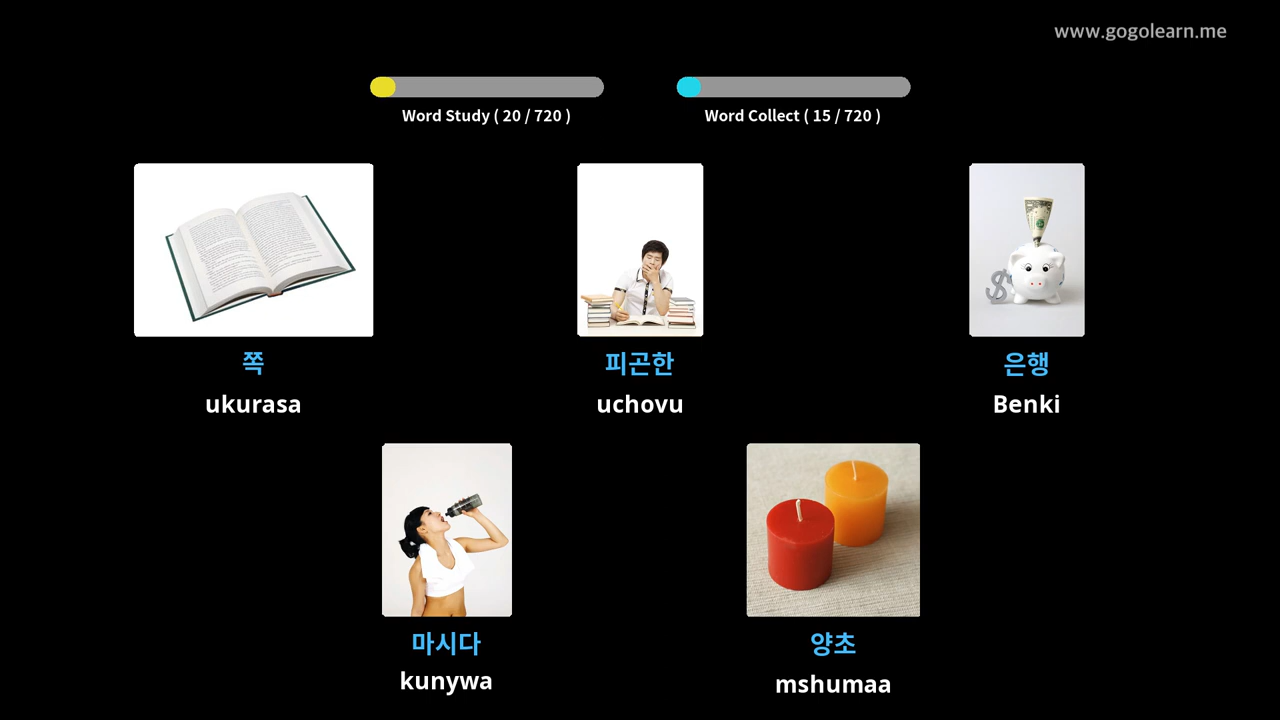 www.gogolearn.me
Word Study ( 20 / 720 )
Word Collect ( 15 / 720 )
쪽
ukurasa
피곤한
uchovu
은행
Benki
마시다
kunywa
양초
mshumaa